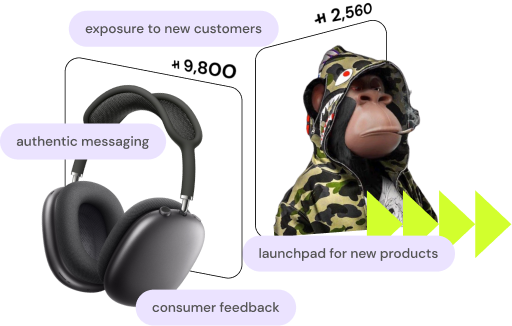 exposure to new customers
2,560
9,800
authentic messaging
launchpad for new products
consumer feedback